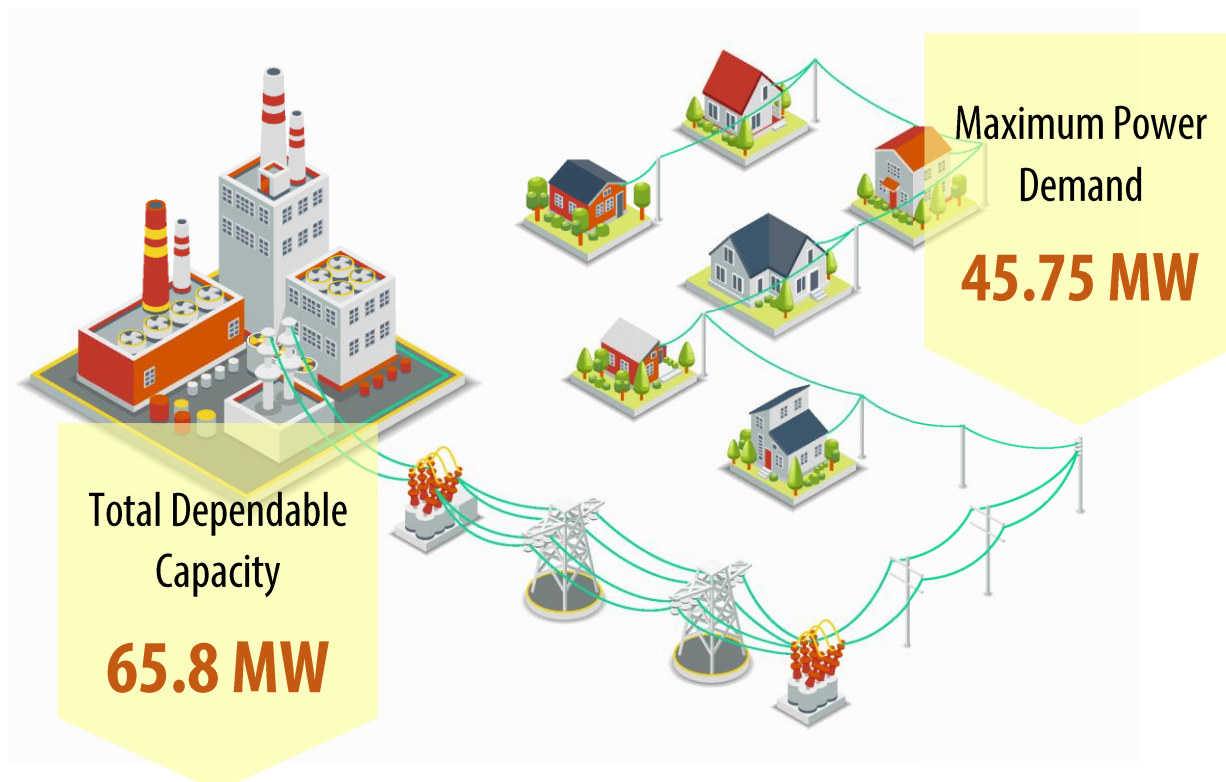 Maximum Power
Demand
45.75 MW
Total Dependable
Capacity
65.8 MW